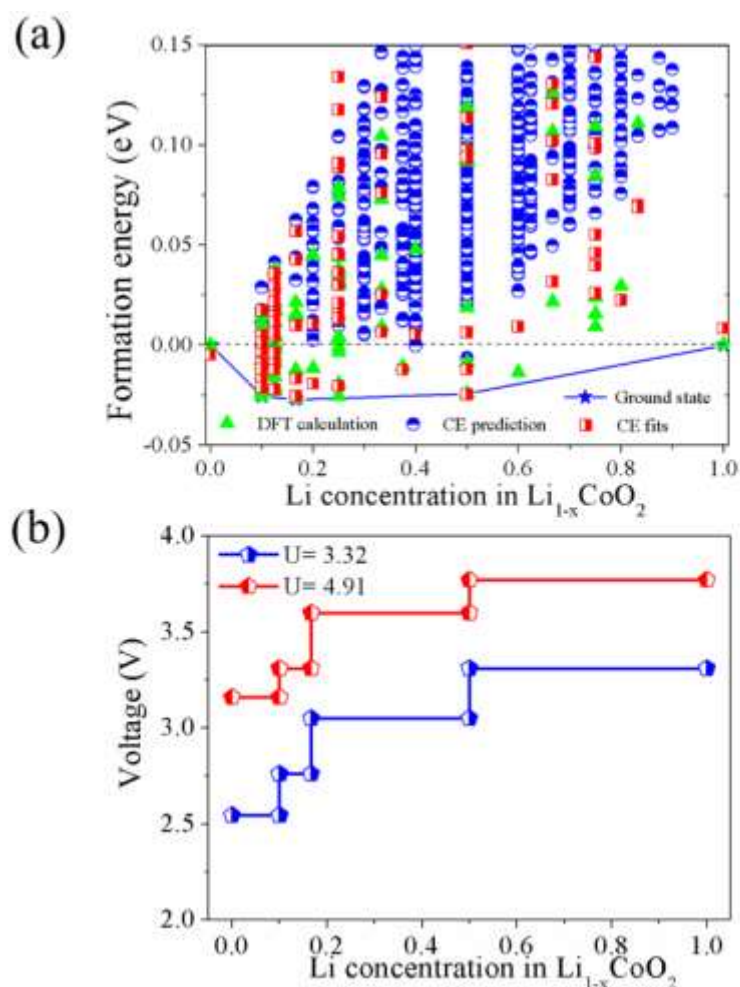 (a)
Formation energy (eV)
0.15
0.10
0.05
0.00
-0.05
Ground state
DFT calculation
CE prediction
CE fits
0.0 0.2 0.4 0.6 0.8 1.0
Li concentration in Li₁₋ₓCoO₂
(b)
Voltage (V)
4.0
3.5
3.0
2.5
2.0
U= 3.32
U= 4.91
0.0 0.2 0.4 0.6 0.8 1.0
Li concentration in Li₁₋ₓCoO₂